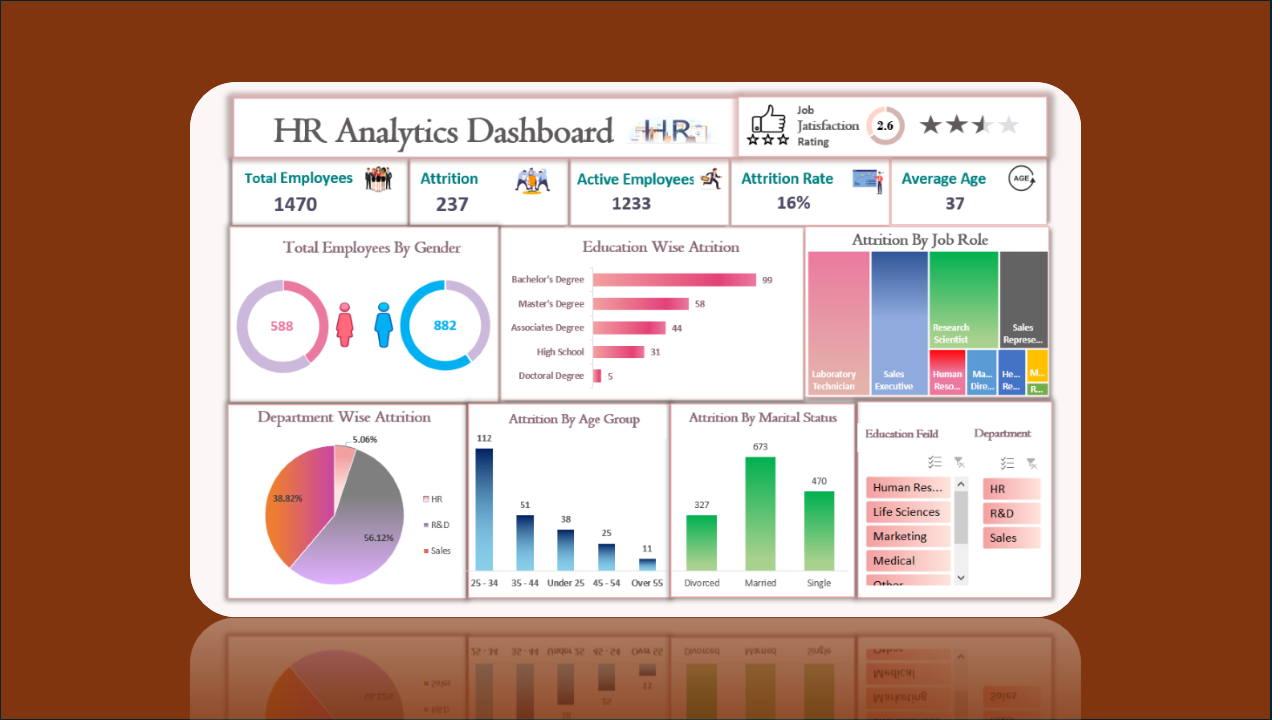 HR Analytics Dashboard
HR
Job
Jatisfaction
Rating
2.6
Total Employees
1470
Attrition
237
Active Employees
1233
Attrition Rate
16%
Average Age
AGE
37
Total Employees By Gender
588
882
Education Wise Atrition
Bachelor's Degree 99
Master's Degree 58
Associates Degree 44
High School 31
Doctoral Degree 5
Attrition By Job Role
Laboratory
Technician
Sales
Executive
Research
Scientist
Sales
Represe...
Human
Reso...
Ma...
Dire...
He...
Re...
M...
R...
Department Wise Attrition
5.06%
38.82%
56.12%
HR
R&D
Sales
Attrition By Age Group
112
51
38
25
11
25 - 34 35 - 44 Under 25 45 - 54 Over 55
Attrition By Marital Status
673
470
327
Divorced Married Single
Education Feild
Human Res...
Life Sciences
Marketing
Medical
Other
Department
HR
R&D
Sales